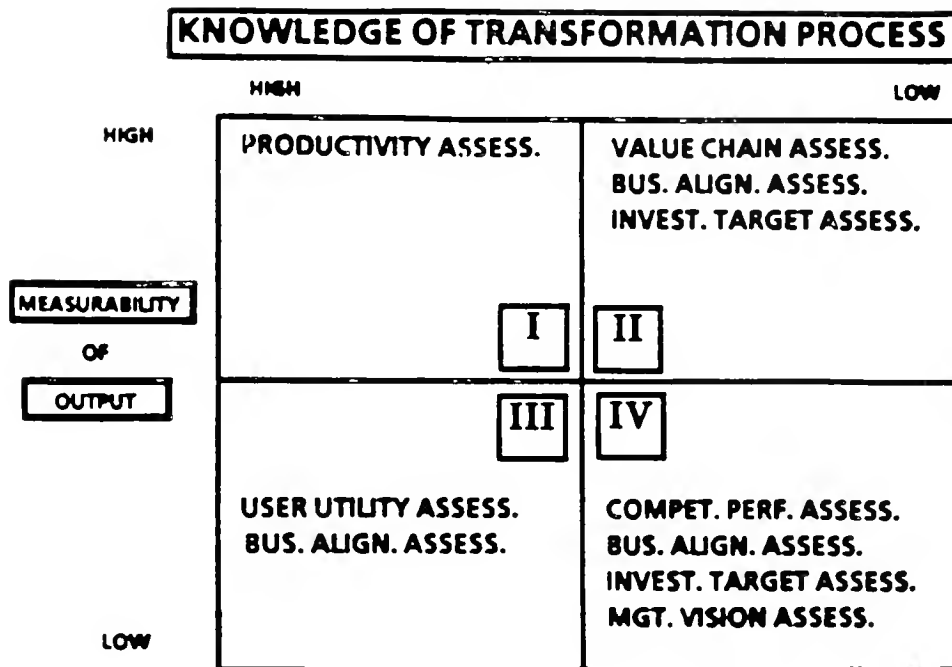 KNOWLEDGE OF TRANSFORMATION PROCESS
HIGH
LOW
HIGH
PRODUCTIVITY ASSESS.
VALUE CHAIN ASSESS.
BUS. ALIGN. ASSESS.
INVEST. TARGET ASSESS.
MEASURABILITY
OF
OUTPUT
I
II
III
IV
USER UTILITY ASSESS.
BUS. ALIGN. ASSESS.
COMPET. PERF. ASSESS.
BUS. ALIGN. ASSESS.
INVEST. TARGET ASSESS.
MGT. VISION ASSESS.
LOW